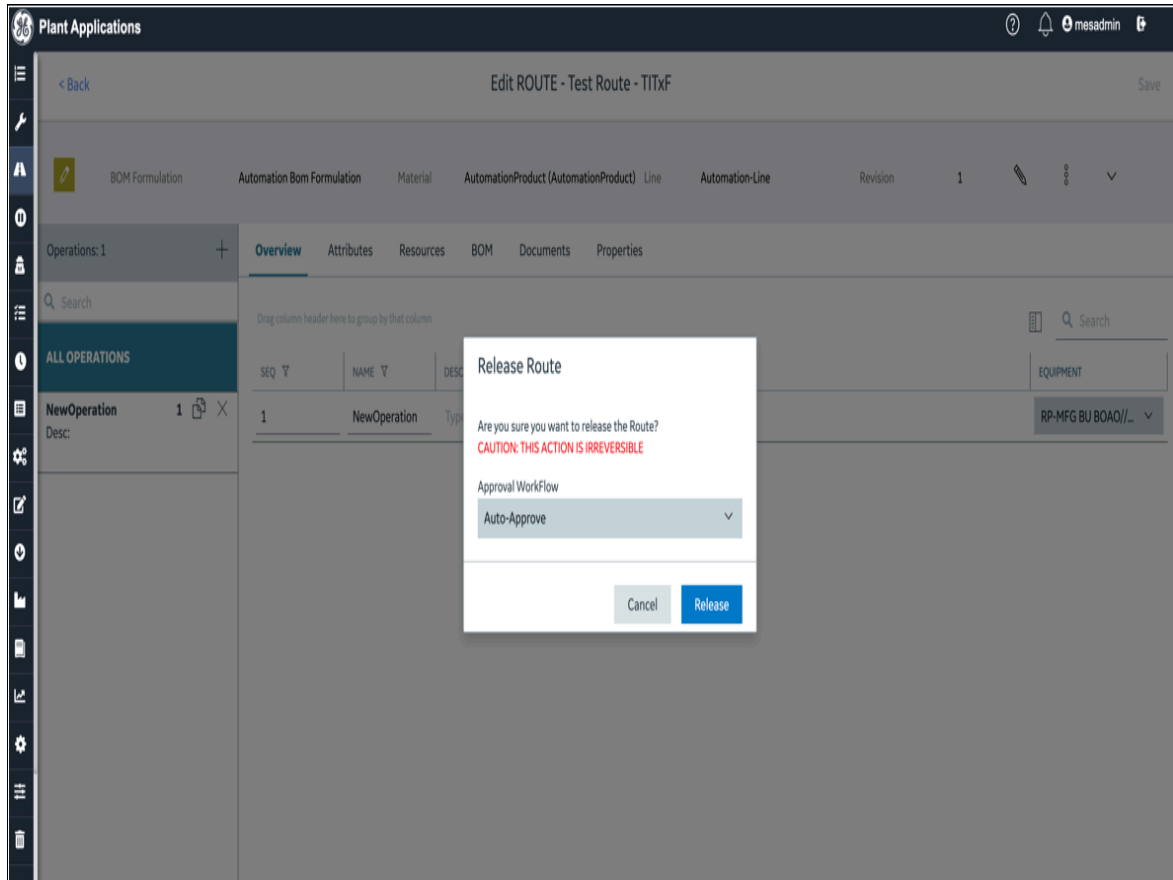 Plant Applications
mesadmin
< Back
Edit ROUTE - Test Route - TITxF
Save
BOM Formulation Automation Bom Formulation Material AutomationProduct (AutomationProduct) Line Automation-Line Revision 1
Operations: 1
Overview Attributes Resources BOM Documents Properties
Search
Drag column header here to group by that column
Search
ALL OPERATIONS
SEQ NAME DESC EQUIPMENT
NewOperation 1
Desc:
1 NewOperation Typ RP-MFG BU BOAO//...
Release Route
Are you sure you want to release the Route?
CAUTION: THIS ACTION IS IRREVERSIBLE
Approval WorkFlow
Auto-Approve
Cancel Release